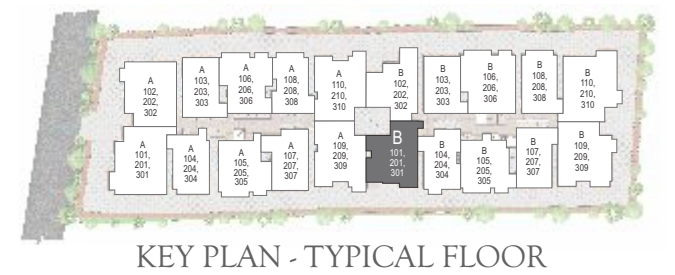 A
102,
202,
302
A
103,
203,
303
A
106,
206,
306
A
108,
208,
308
A
110,
210,
310
B
102,
202,
302
B
103,
203,
303
B
106,
206,
306
B
108,
208,
308
B
110,
210,
310
A
101,
201,
301
A
104,
204,
304
A
105,
205,
305
A
107,
207,
307
A
109,
209,
309
B
101,
201,
301
B
104,
204,
304
B
105,
205,
305
B
107,
207,
307
B
109,
209,
309
KEY PLAN - TYPICAL FLOOR